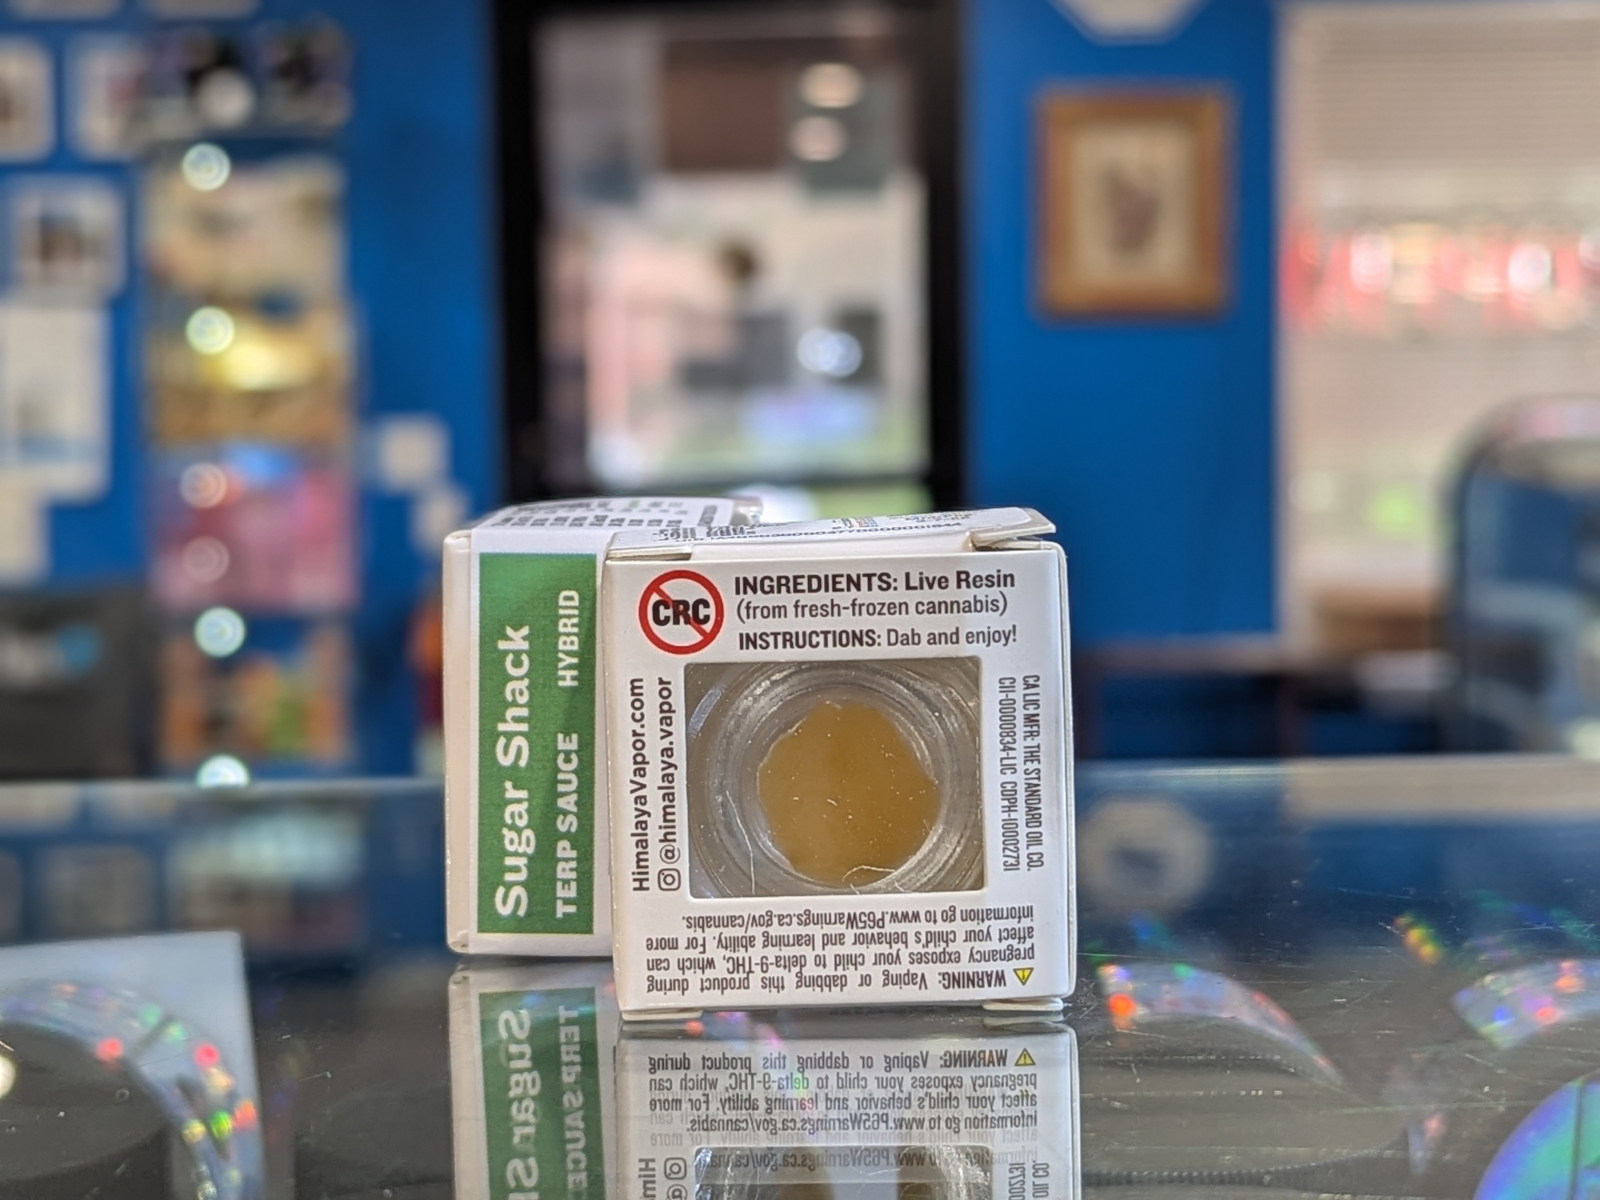 Sugar Shack
TERP SAUCE HYBRID
CRC
INGREDIENTS: Live Resin
(from fresh-frozen cannabis)
INSTRUCTIONS: Dab and enjoy!
HimalayaVapor.com
@himalaya.vapor
CA LIC MFR: THE STANDARD OIL CO.
C11-0000834-LIC CDPH-10002731
WARNING: Vaping or dabbing this product during
pregnancy exposes your child to delta-9-THC, which can
affect your child's behavior and learning ability. For more
information go to www.P65Warnings.ca.gov/cannabis.